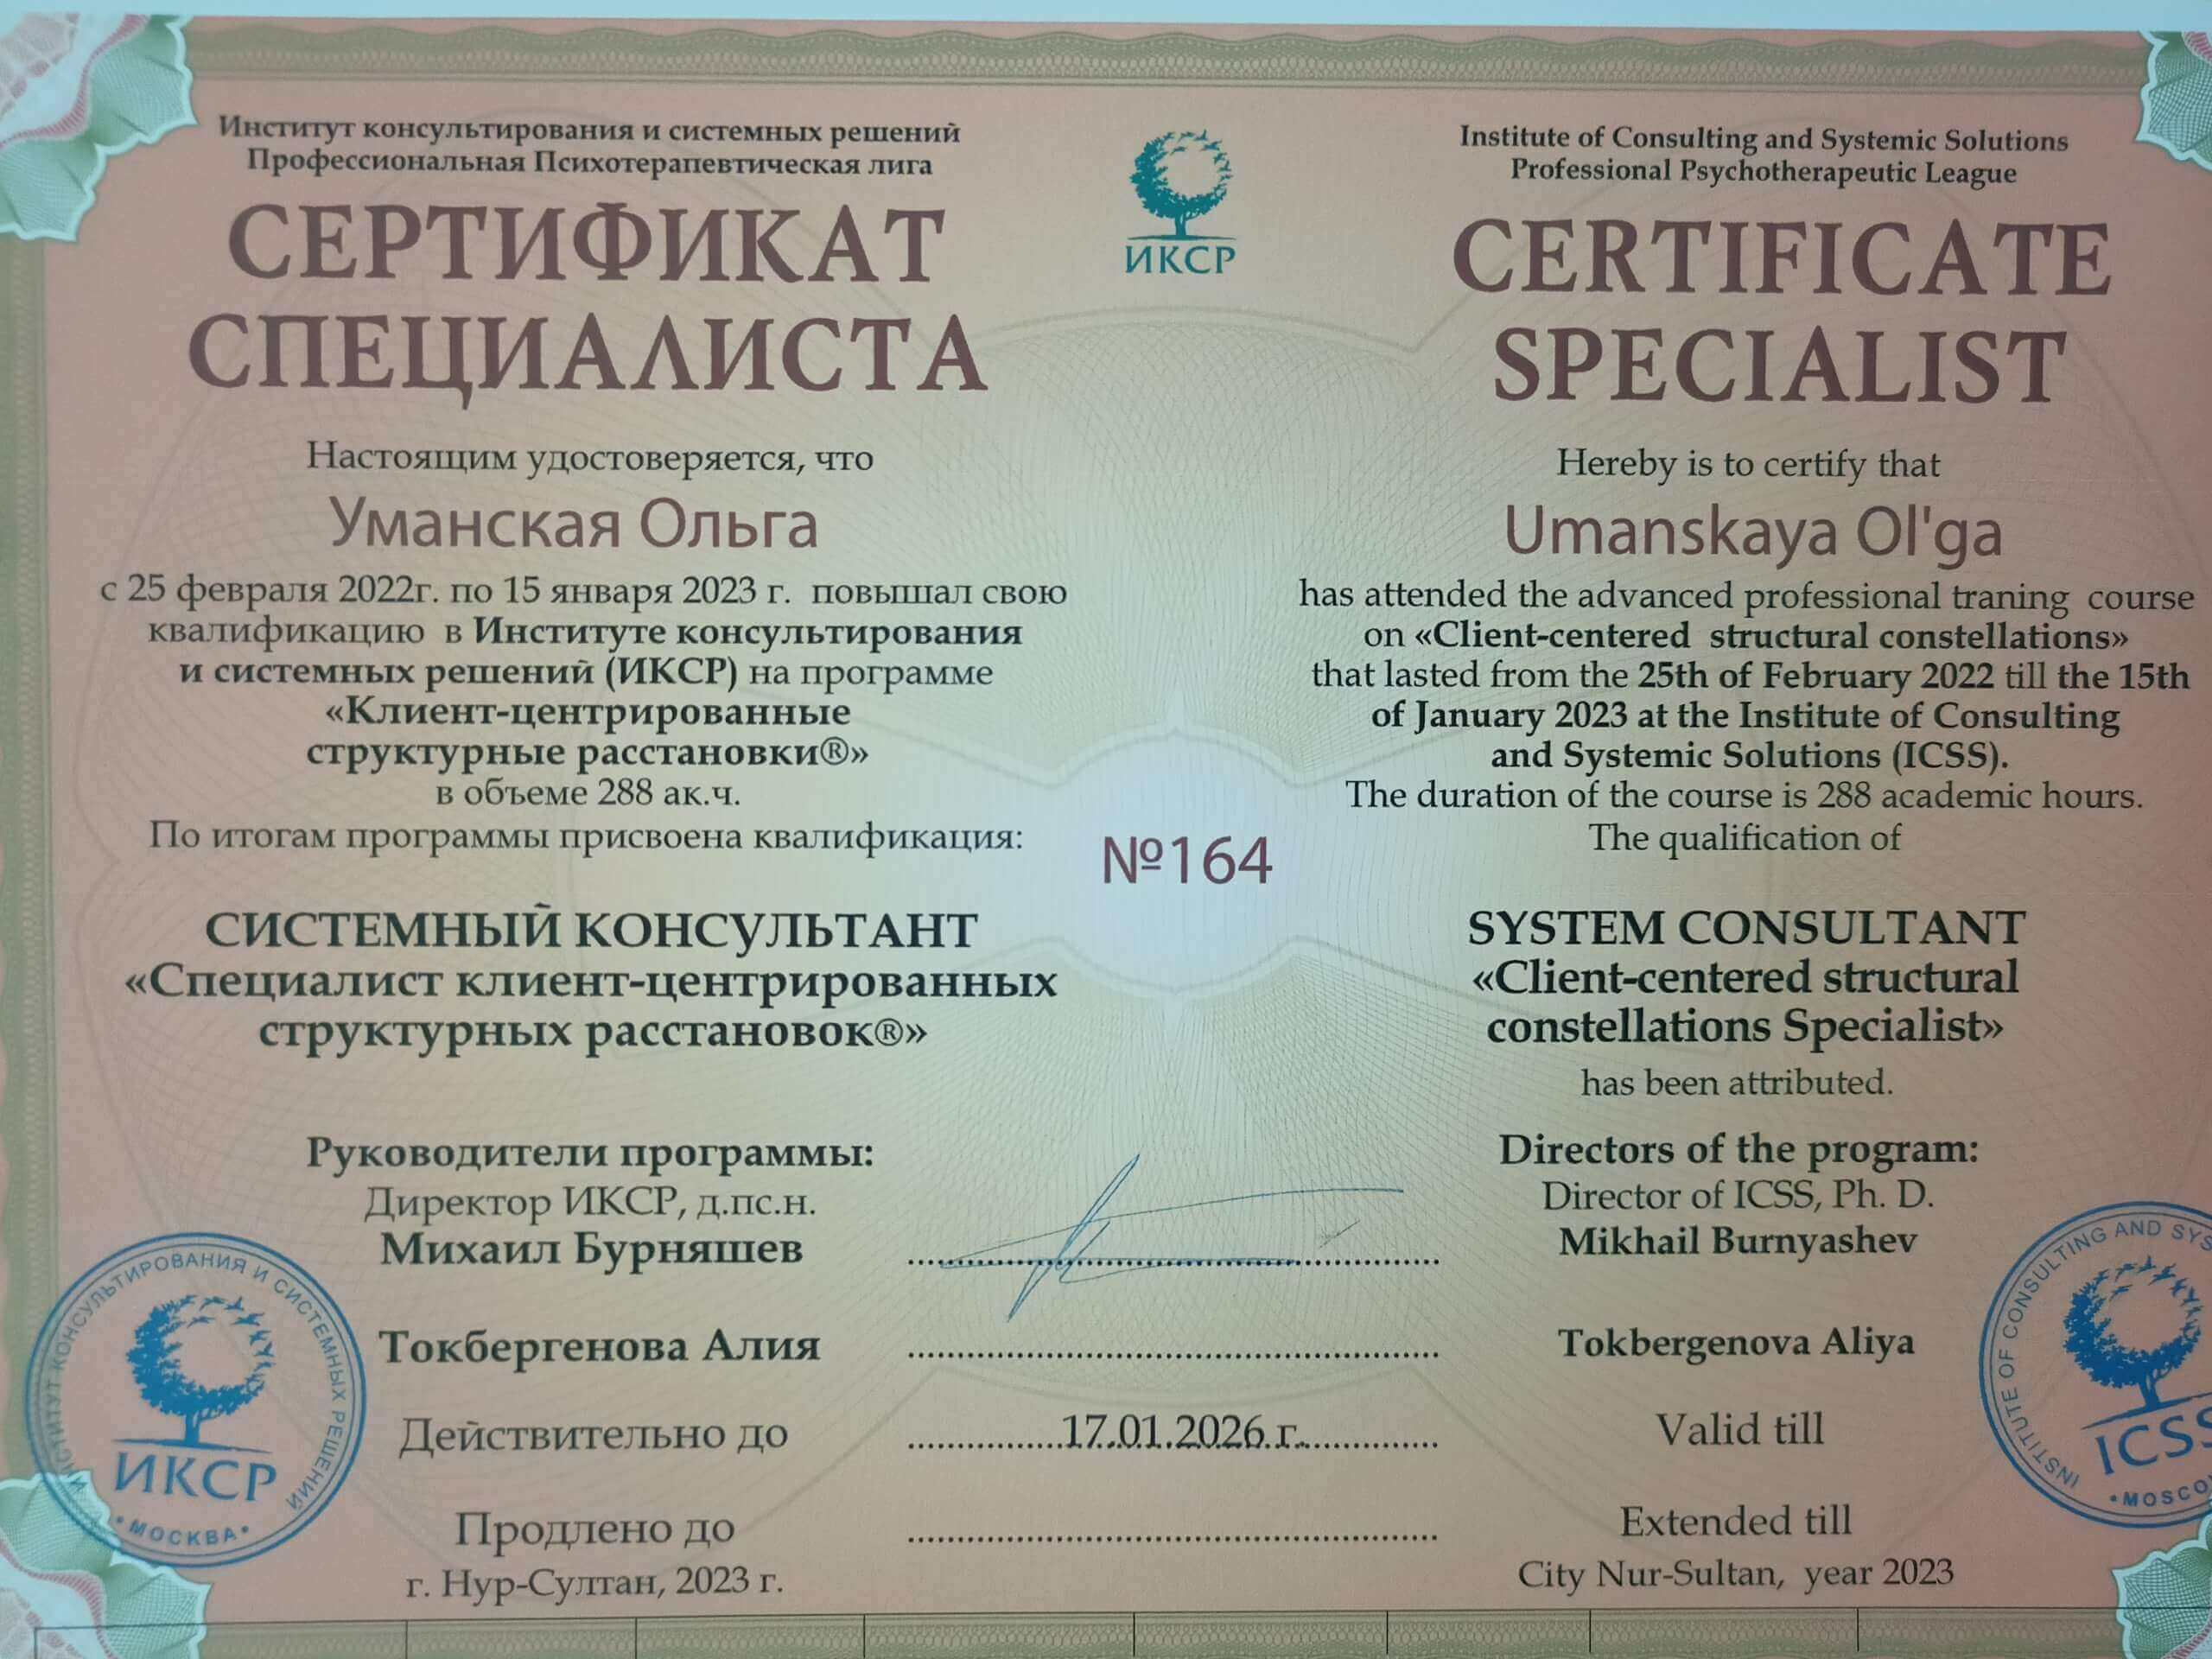 Институт консультирования и системных решений
Профессиональная Психотерапевтическая лига
СЕРТИФИКАТ
СПЕЦИАЛИСТА
Настоящим удостоверяется, что
Уманская Ольга
с 25 февраля 2022г. по 15 января 2023 г. повышал свою
квалификацию в Институте консультирования
и системных решений (ИКСР) на программе
«Клиент-центрированные
структурные расстановки®»
в объеме 288 ак.ч.
По итогам программы присвоена квалификация:
СИСТЕМНЫЙ КОНСУЛЬТАНТ
«Специалист клиент-центрированных
структурных расстановок®»
Руководители программы:
Директор ИКСР, д.пс.н.
Михаил Бурняшев
Токбергенова Алия
Действительно до
Продлено до
г. Нур-Султан, 2023 г.
ИКСР
№164
17.01.2026.г.
Institute of Consulting and Systemic Solutions
Professional Psychotherapeutic League
CERTIFICATE
SPECIALIST
Hereby is to certify that
Umanskaya Ol'ga
has attended the advanced professional traning course
on «Client-centered structural constellations»
that lasted from the 25th of February 2022 till the 15th
of January 2023 at the Institute of Consulting
and Systemic Solutions (ICSS).
The duration of the course is 288 academic hours.
The qualification of
SYSTEM CONSULTANT
«Client-centered structural
constellations Specialist»
has been attributed.
Directors of the program:
Director of ICSS, Ph. D.
Mikhail Burnyashev
Tokbergenova Aliya
Valid till
Extended till
City Nur-Sultan, year 2023
ИНСТИТУТ КОНСУЛЬТИРОВАНИЯ И СИСТЕМНЫХ РЕШЕНИЙ
ИКСР
•МОСКВА•
INSTITUTE OF CONSULTING AND
ICSS